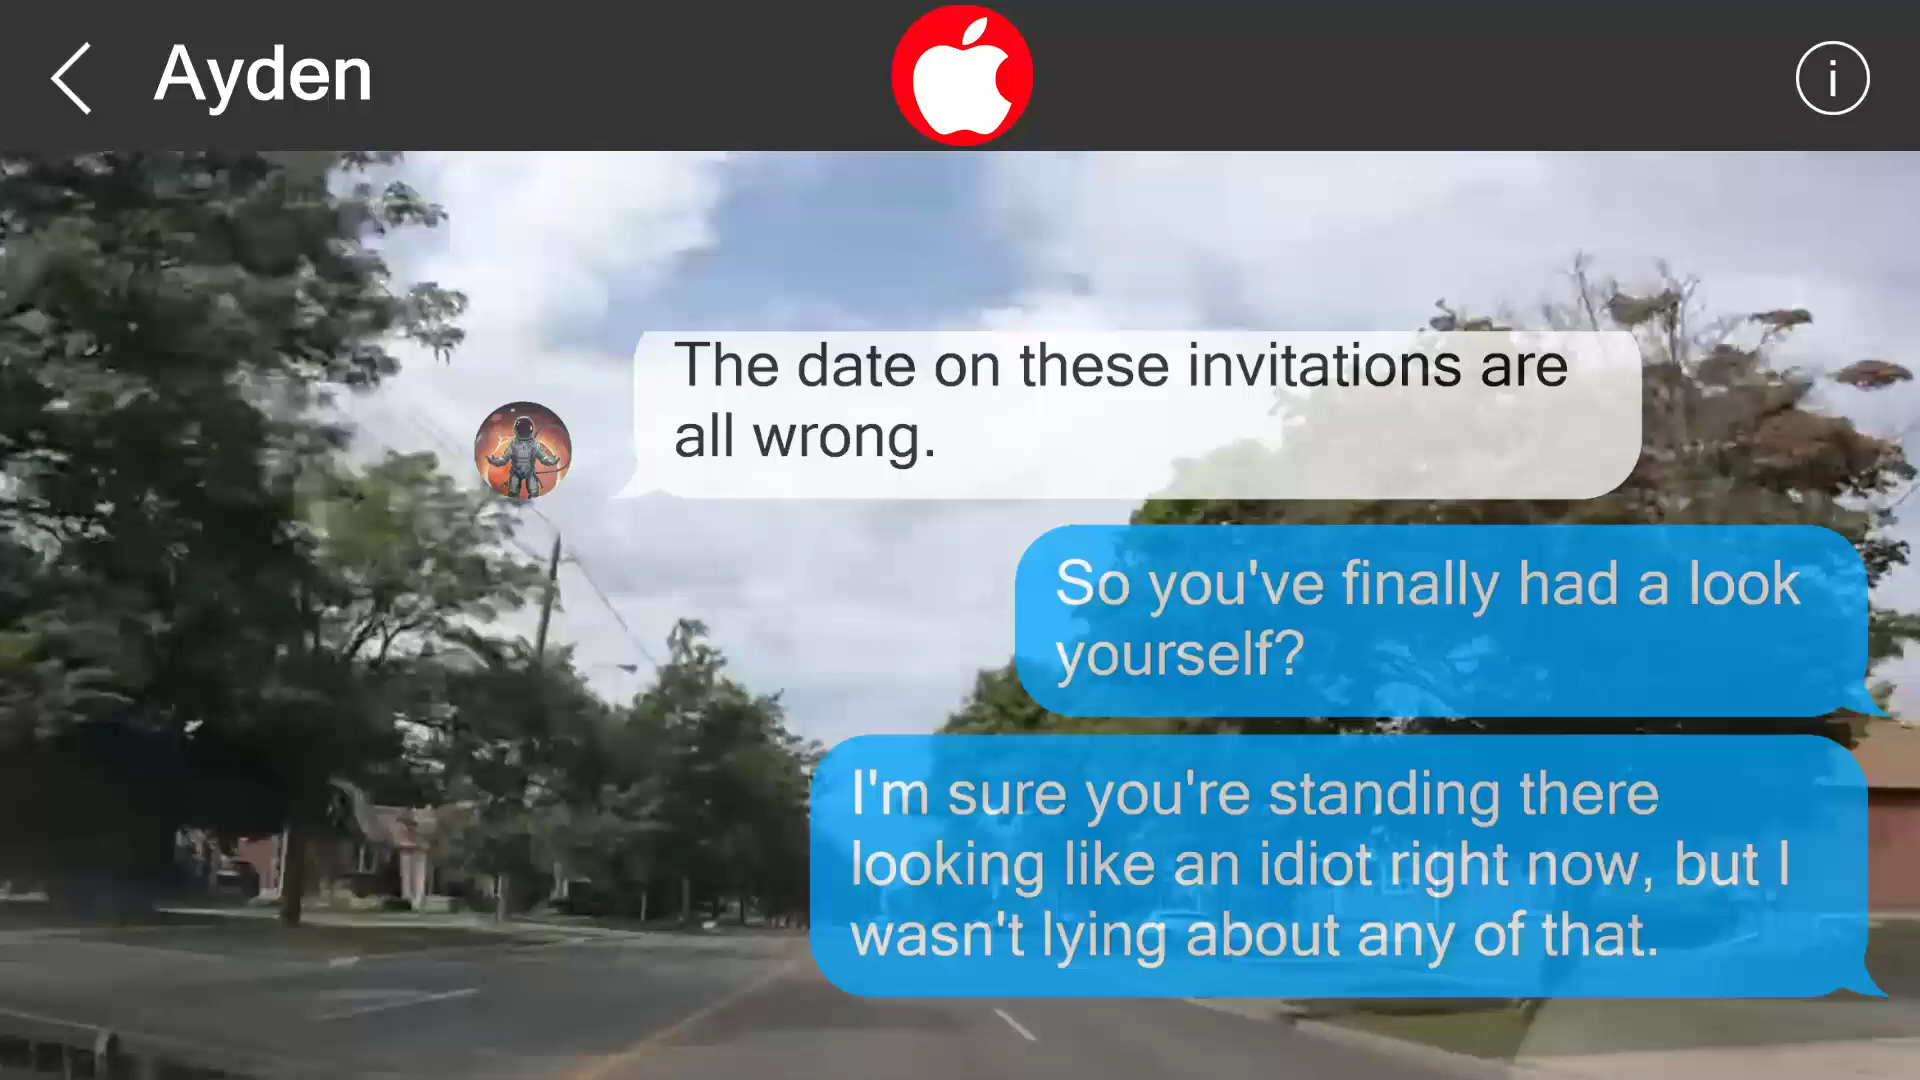 Ayden
i
The date on these invitations are
all wrong.
So you've finally had a look
yourself?
I'm sure you're standing there
looking like an idiot right now, but I
wasn't lying about any of that.